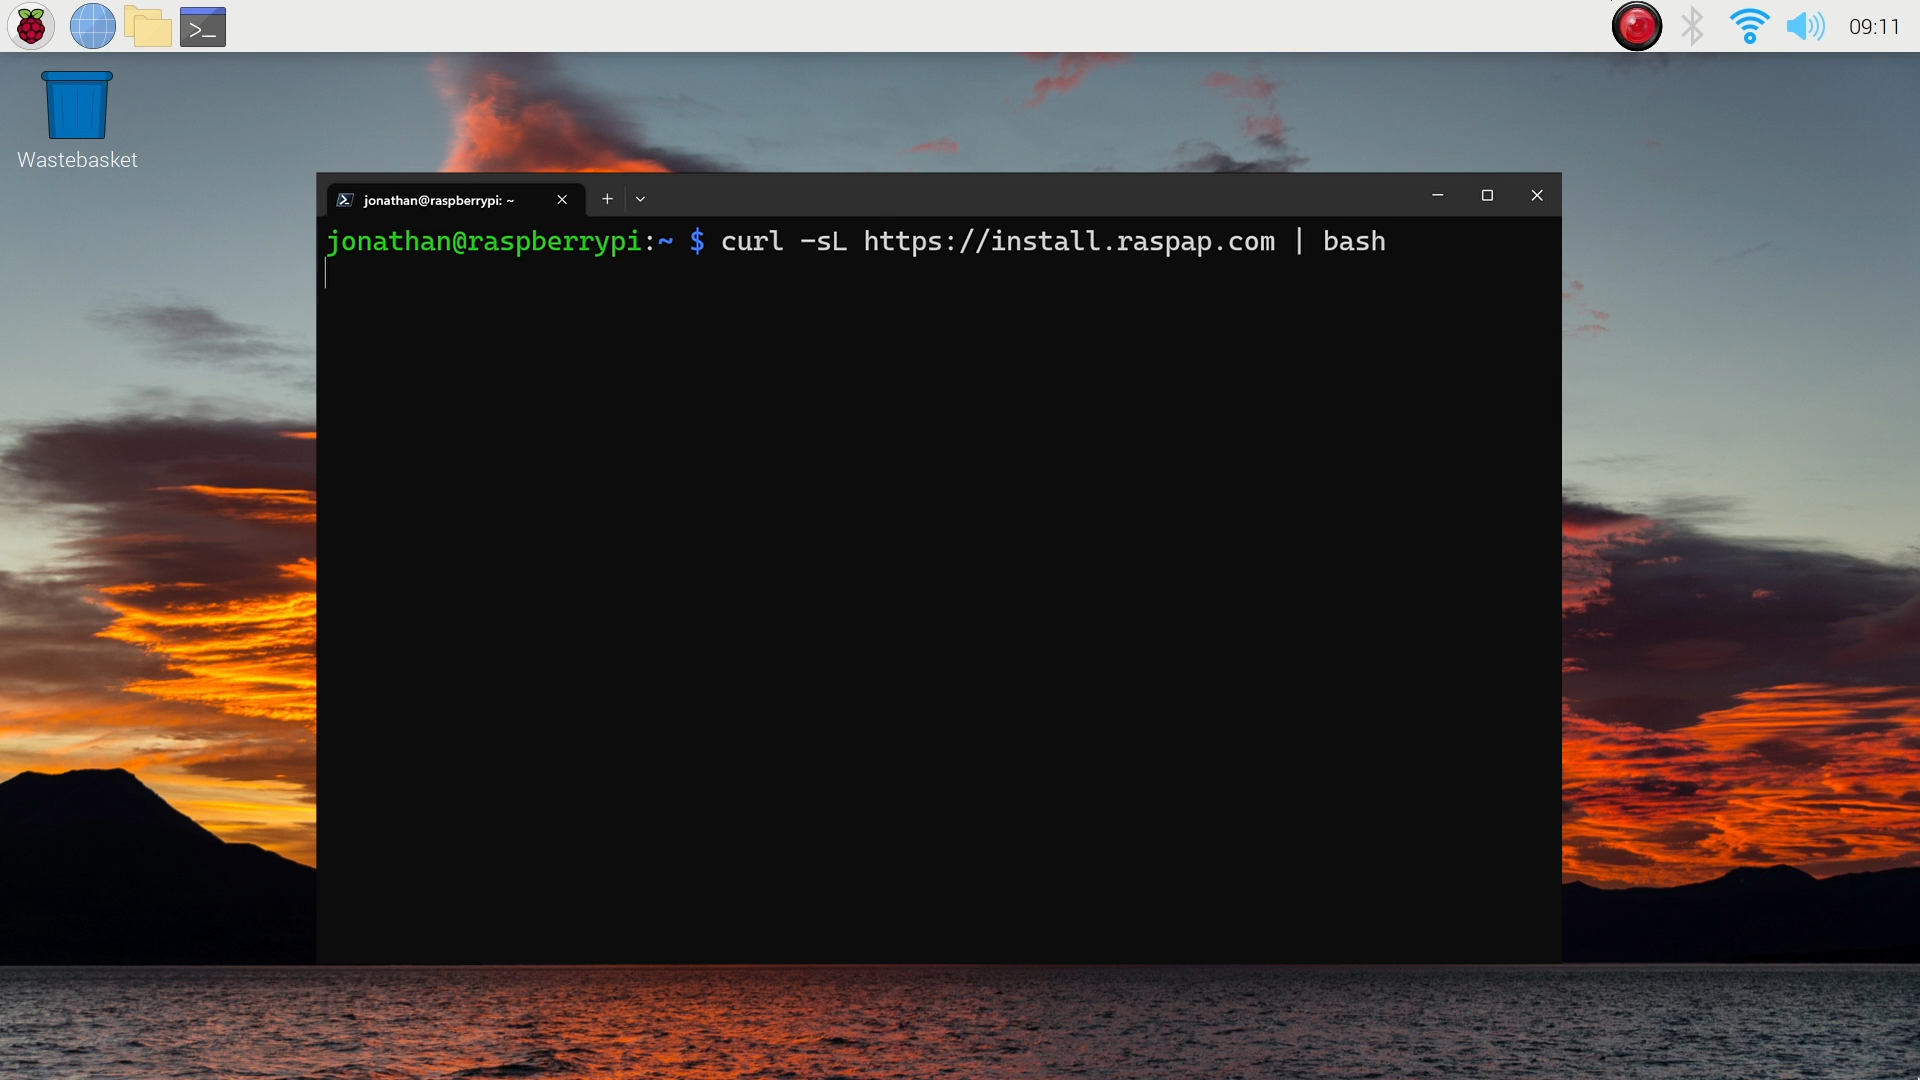 09:11
Wastebasket
jonathan@raspberrypi: ~
jonathan@raspberrypi:~ $ curl -sL https://install.raspap.com | bash